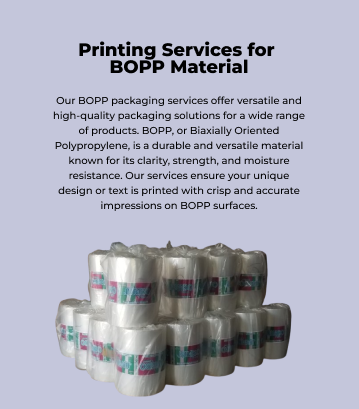 Printing Services for
BOPP Material
Our BOPP packaging services offer versatile and
high-quality packaging solutions for a wide range
of products. BOPP, or Biaxially Oriented
Polypropylene, is a durable and versatile material
known for its clarity, strength, and moisture
resistance. Our services ensure your unique
design or text is printed with crisp and accurate
impressions on BOPP surfaces.